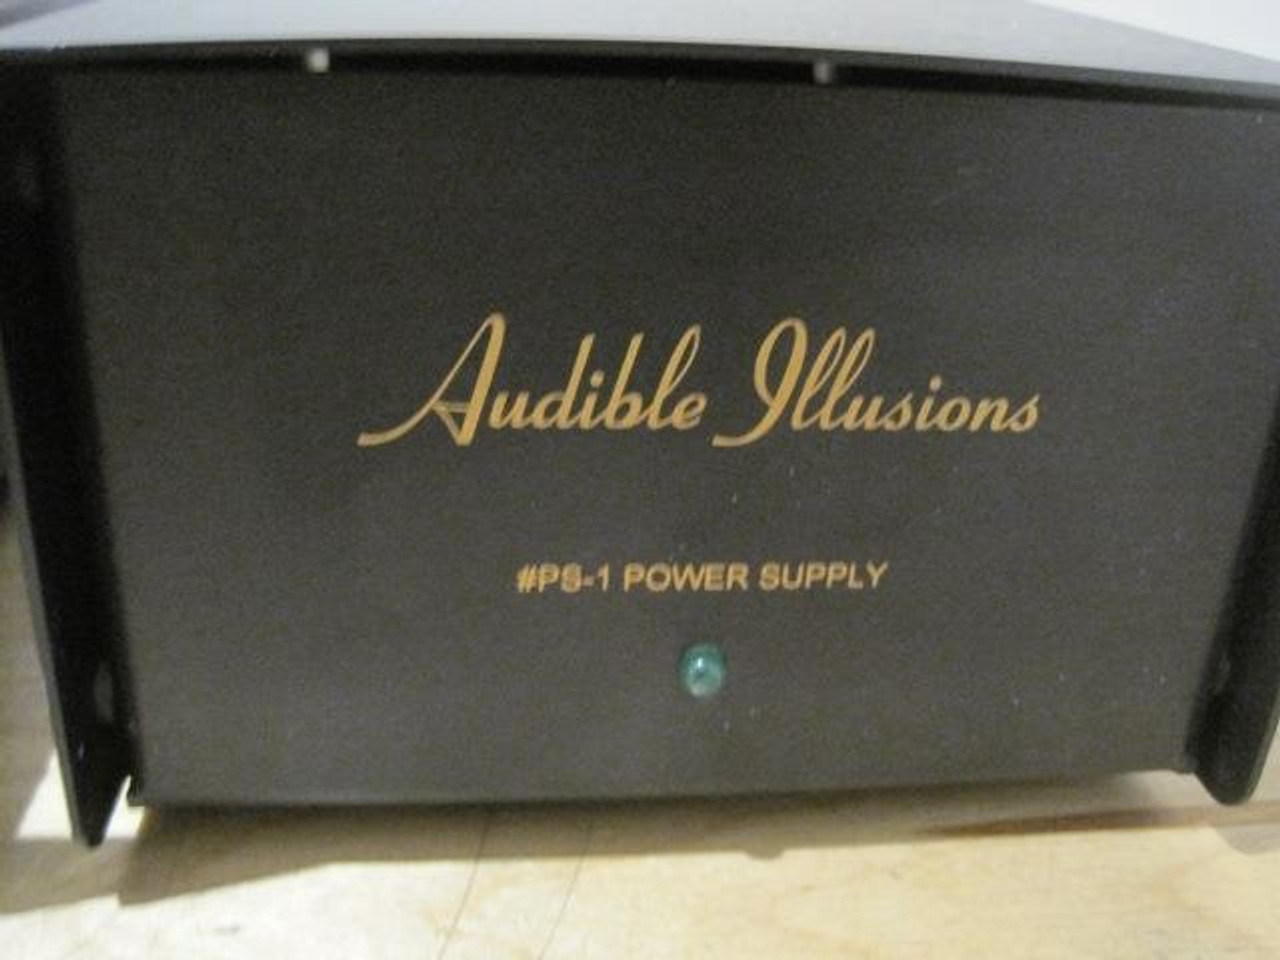 Audible Illusions
#PS-1 POWER SUPPLY